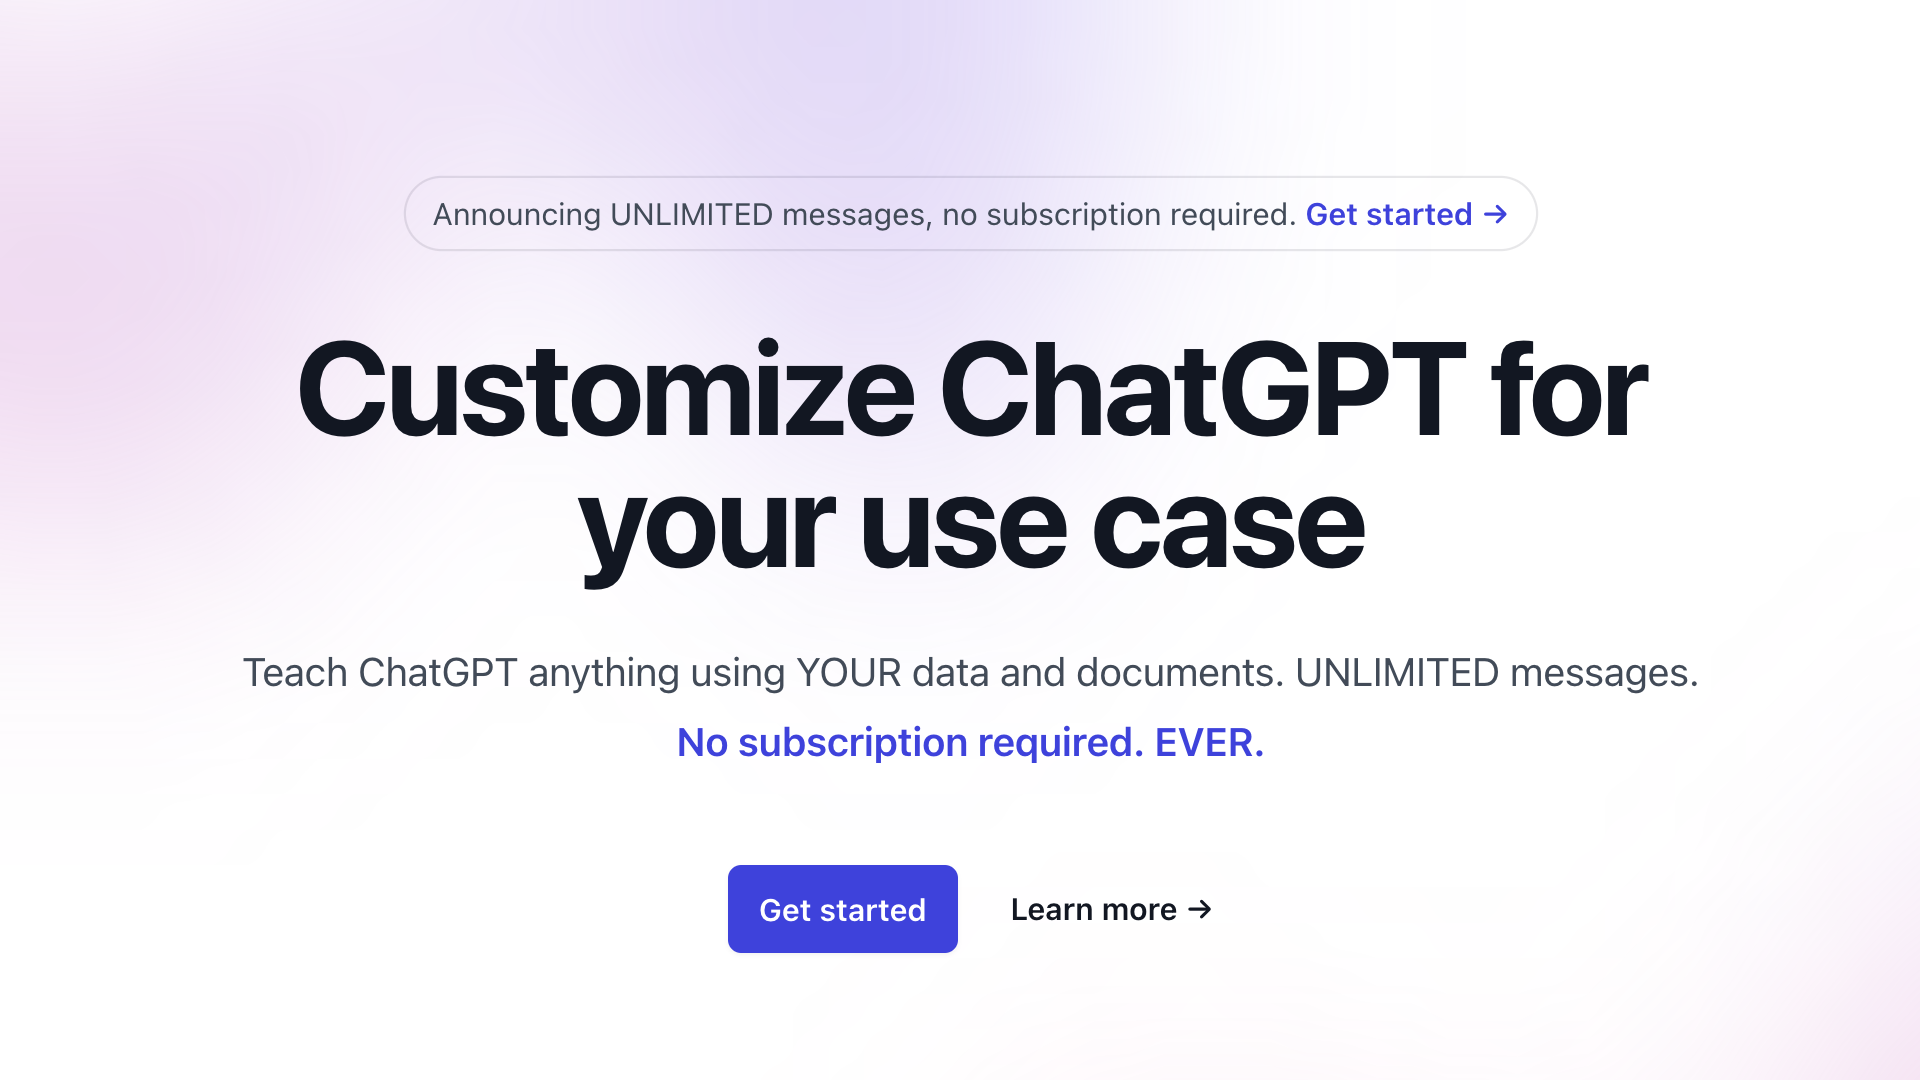 Announcing UNLIMITED messages, no subscription required. Get started →
Customize ChatGPT for
your use case
Teach ChatGPT anything using YOUR data and documents. UNLIMITED messages.
No subscription required. EVER.
Get started
Learn more →